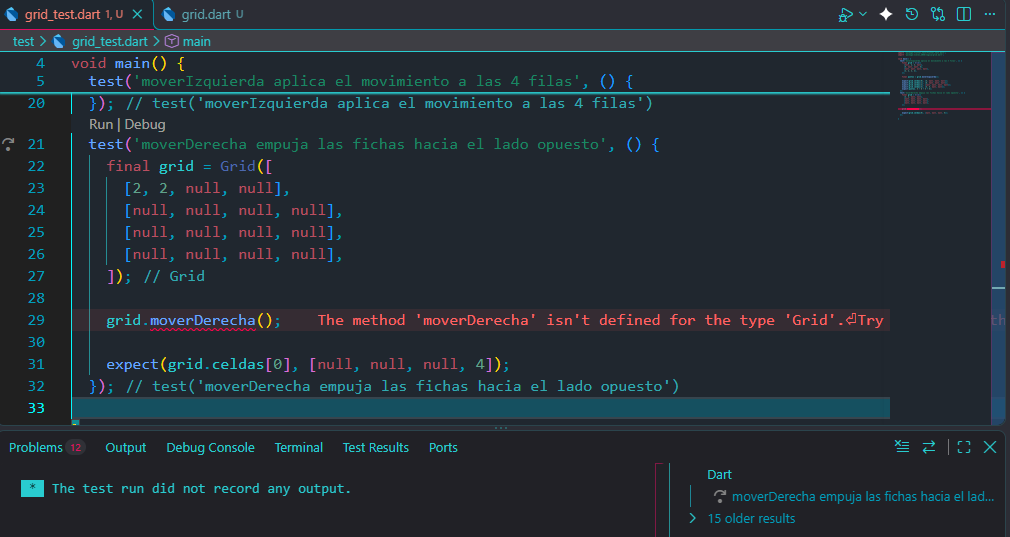 grid_test.dart 1, U
grid.dart U
test > grid_test.dart > main
4 void main() {
5 test('moverIzquierda aplica el movimiento a las 4 filas', () {
20 }); // test('moverIzquierda aplica el movimiento a las 4 filas')
Run | Debug
21 test('moverDerecha empuja las fichas hacia el lado opuesto', () {
22 final grid = Grid([
23 [2, 2, null, null],
24 [null, null, null, null],
25 [null, null, null, null],
26 [null, null, null, null],
27 ]); // Grid
28
29 grid.moverDerecha(); The method 'moverDerecha' isn't defined for the type 'Grid'.⏎Try
30
31 expect(grid.celdas[0], [null, null, null, 4]);
32 }); // test('moverDerecha empuja las fichas hacia el lado opuesto')
33
Problems 12 Output Debug Console Terminal Test Results Ports
* The test run did not record any output.
Dart
moverDerecha empuja las fichas hacia el lad...
15 older results